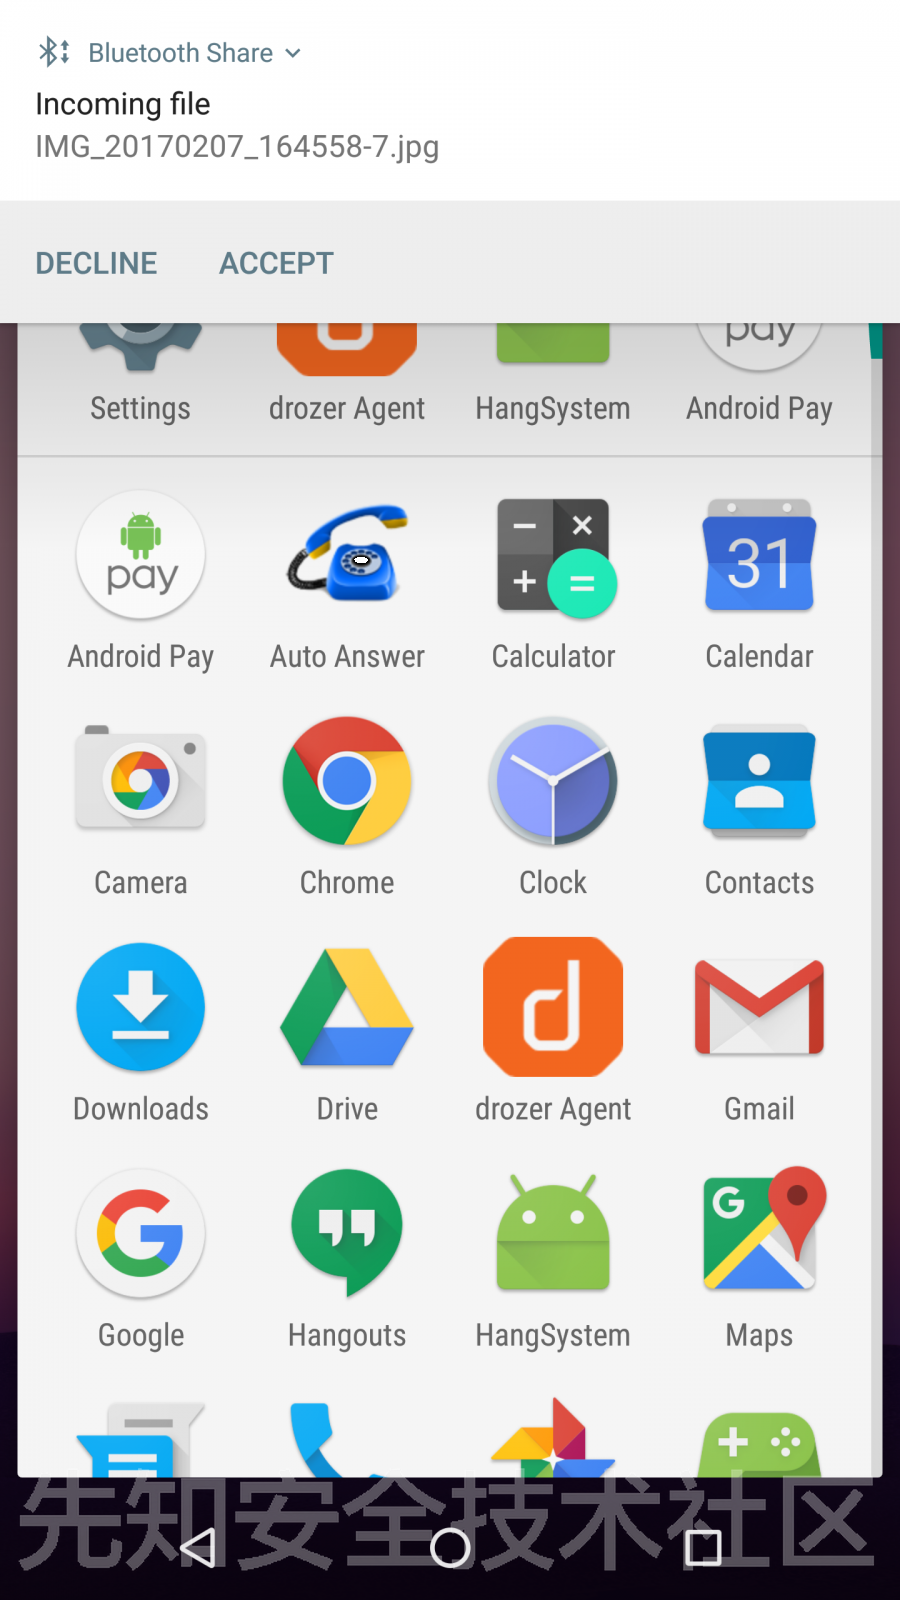 Bluetooth Share
Incoming file
IMG_20170207_164558-7.jpg
DECLINE ACCEPT
pay
Settings drozer Agent HangSystem Android Pay
pay
31
Android Pay Auto Answer Calculator Calendar
Camera Chrome Clock Contacts
d
Downloads Drive drozer Agent Gmail
G
G
Google Hangouts HangSystem Maps
先知安全技术社区